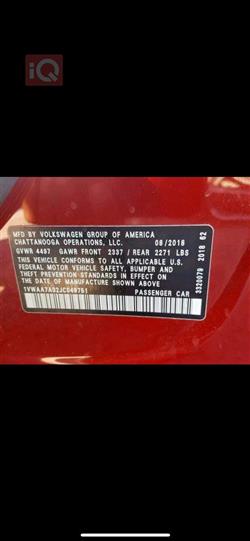 iQ
MFD BY VOLKSWAGEN GROUP OF AMERICA
CHATTANOOGA OPERATIONS, LLC. 08/2018
GVWR 4497 GAWR FRONT 2337 / REAR 2271 LBS
THIS VEHICLE CONFORMS TO ALL APPLICABLE U.S.
FEDERAL MOTOR VEHICLE SAFETY, BUMPER AND
THEFT PREVENTION STANDARDS IN EFFECT ON THE
DATE OF MANUFACTURE SHOWN ABOVE
PASSENGER CAR
3320079 2018 62